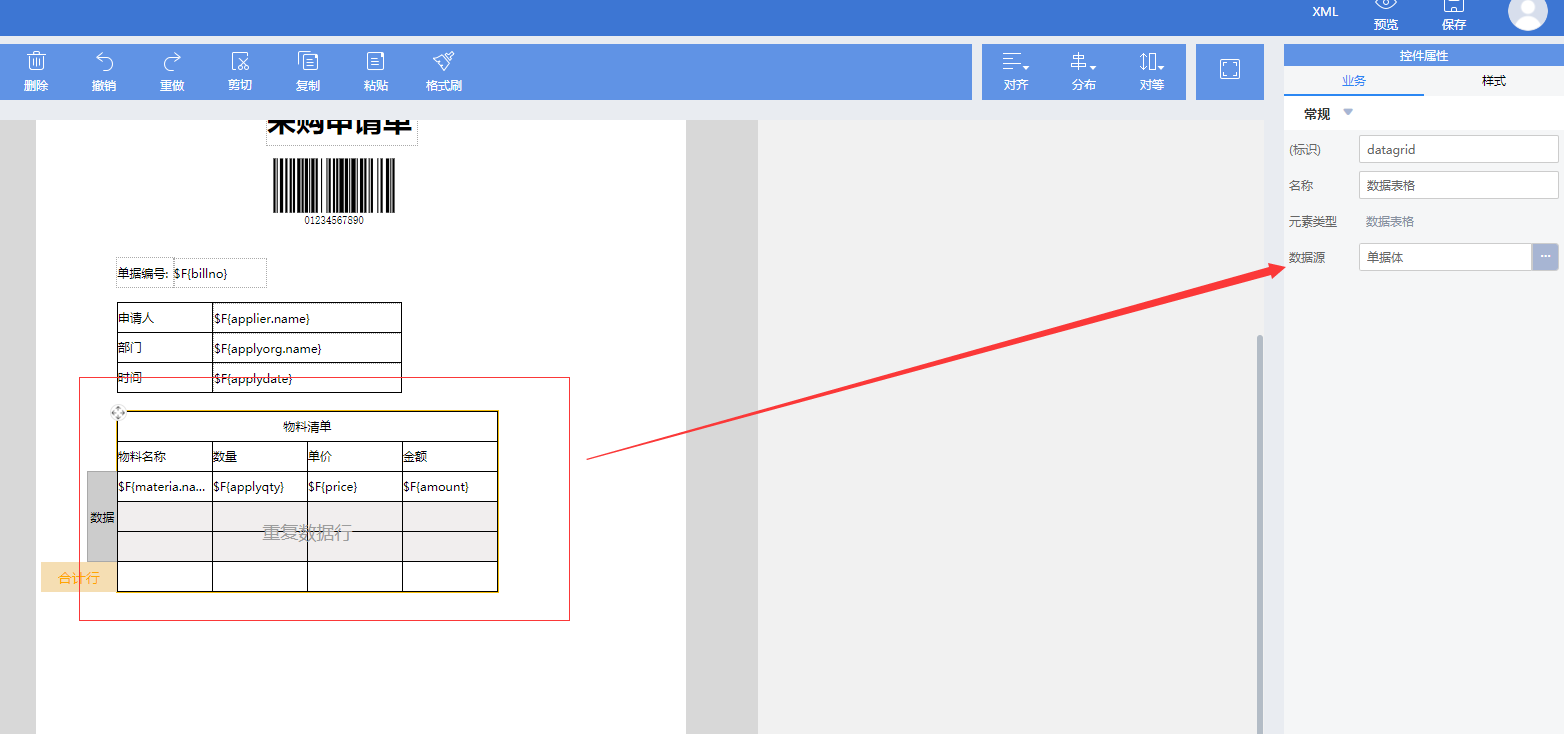 XML
预览
保存
删除
撤销
重做
剪切
复制
粘贴
格式刷
对齐
分布
对等
控件属性
业务
样式
常规
(标识)
datagrid
名称
数据表格
元素类型
数据表格
数据源
单据体
采购申请单
01234567890
单据编号: $F{billno}
申请人 $F{applier.name}
部门 $F{applyorg.name}
时间 $F{applydate}
物料清单
物料名称 数量 单价 金额
$F{materia.na... $F{applyqty} $F{price} $F{amount}
数据
重复数据行
合计行